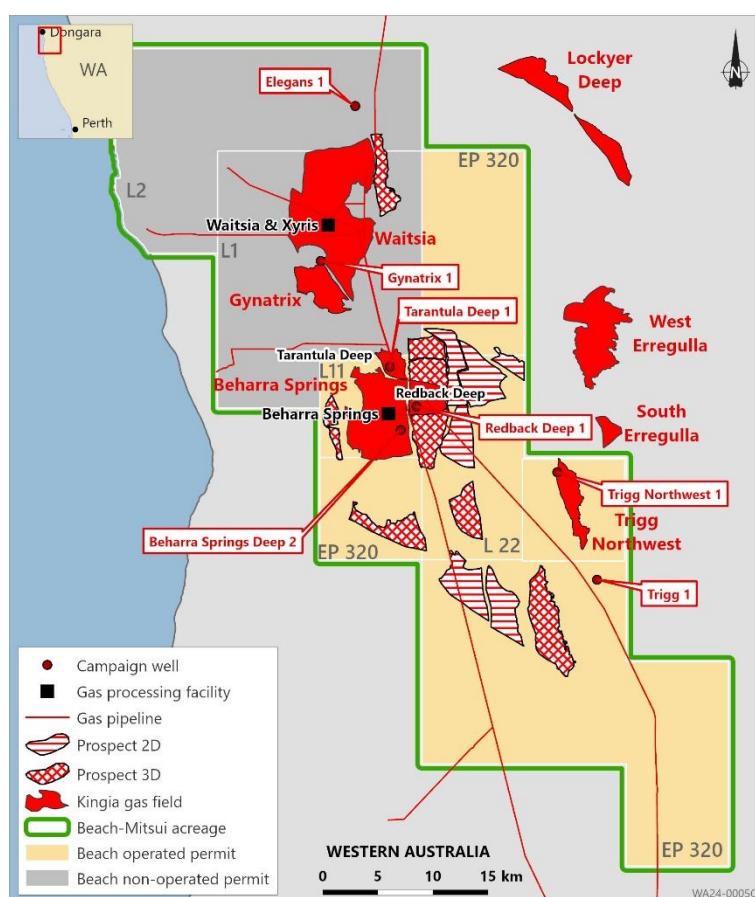 Dongara
WA
Perth
N
Lockyer
Deep
Elegans 1
EP 320
L2
Waitsia & Xyris
Waitsia
L1
Gynatrix 1
Gynatrix
Tarantula Deep 1
West
Erregulla
Tarantula Deep
L11
Beharra Springs
Redback Deep
Beharra Springs
Redback Deep 1
South
Erregulla
Trigg Northwest 1
Trigg
Northwest
Beharra Springs Deep 2
EP 320
L 22
Trigg 1
Campaign well
Gas processing facility
Gas pipeline
Prospect 2D
Prospect 3D
Kingia gas field
Beach-Mitsui acreage
Beach operated permit
Beach non-operated permit
WESTERN AUSTRALIA
0 5 10 15 km
EP 320
WA24-0005C